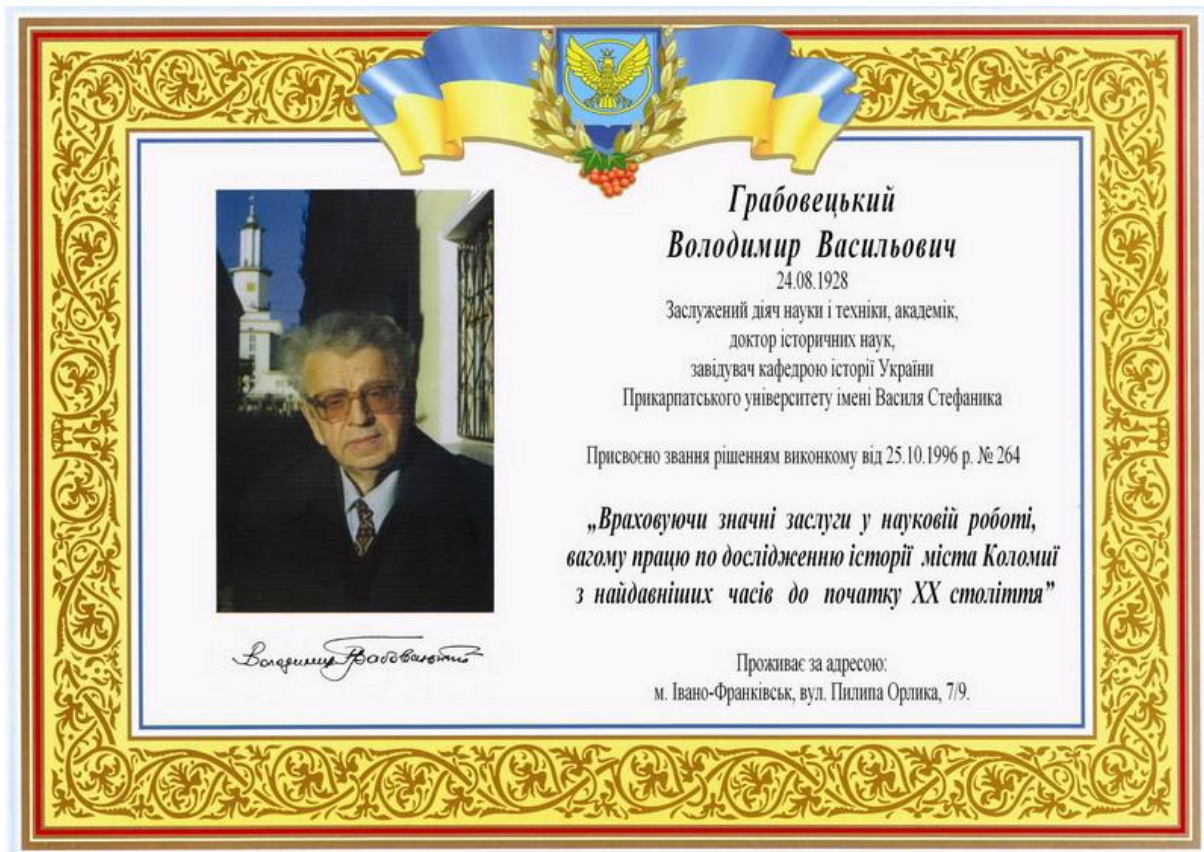 Грабовецький
Володимир Васильович
24.08.1928
Заслужений діяч науки і техніки, академік,
доктор історичних наук,
завідувач кафедрою історії України
Прикарпатського університету імені Василя Стефаника
Присвоєно звання рішенням виконкому від 25.10.1996 р. № 264
„Враховуючи значні заслуги у науковій роботі,
вагому працю по дослідженню історії міста Коломиї
з найдавніших часів до початку XX століття”
Володимир Грабовецький
Проживає за адресою:
м. Івано-Франківськ, вул. Пилипа Орлика, 7/9.